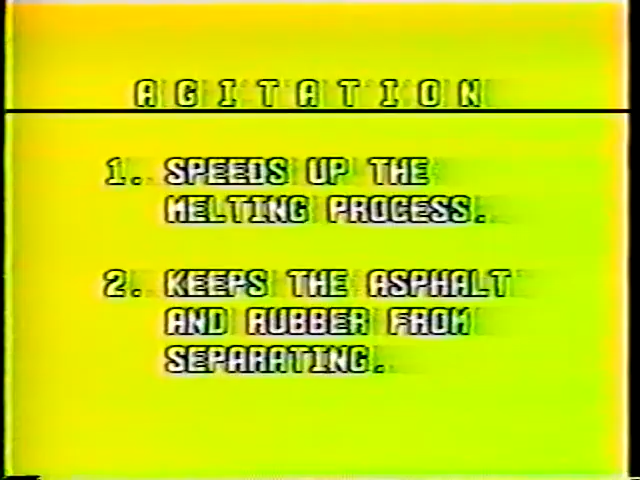 AGITATION
1. SPEEDS UP THE
MELTING PROCESS.
2. KEEPS THE ASPHALT
AND RUBBER FROM
SEPARATING.